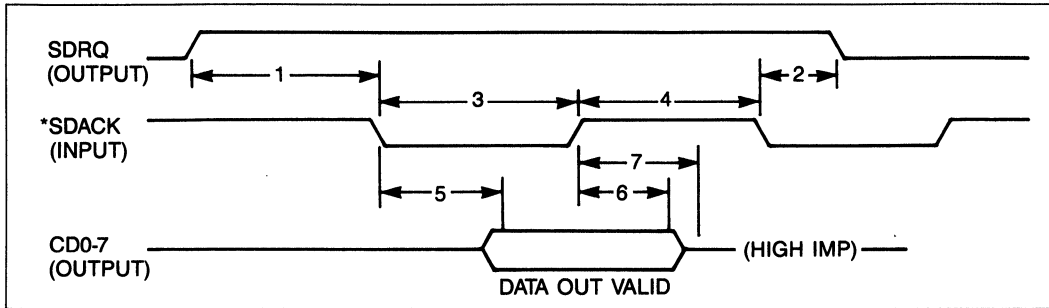 SDRQ
(OUTPUT)
1
2
3
4
*SDACK
(INPUT)
7
5
6
CD0-7
(OUTPUT)
(HIGH IMP)
DATA OUT VALID